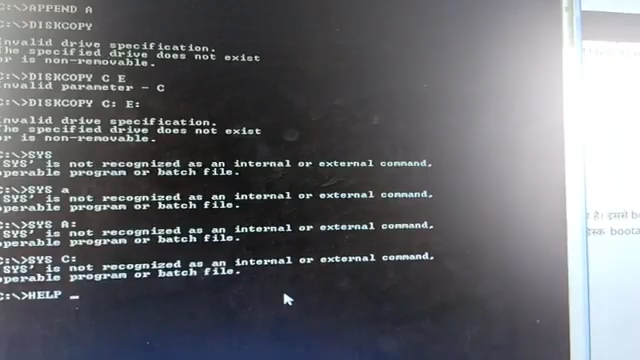 C:\>APPEND A
C:\>DISKCOPY
Invalid drive specification.
The specified drive does not exist
or is non-removable.
C:\>DISKCOPY C E
Invalid parameter - C
C:\>DISKCOPY C: E:
Invalid drive specification.
The specified drive does not exist
or is non-removable.
C:\>SYS
'SYS' is not recognized as an internal or external command,
operable program or batch file.
C:\>SYS a
'SYS' is not recognized as an internal or external command,
operable program or batch file.
C:\>SYS A:
'SYS' is not recognized as an internal or external command,
operable program or batch file.
C:\>SYS C:
'SYS' is not recognized as an internal or external command,
operable program or batch file.
C:\>HELP _
है। इससे